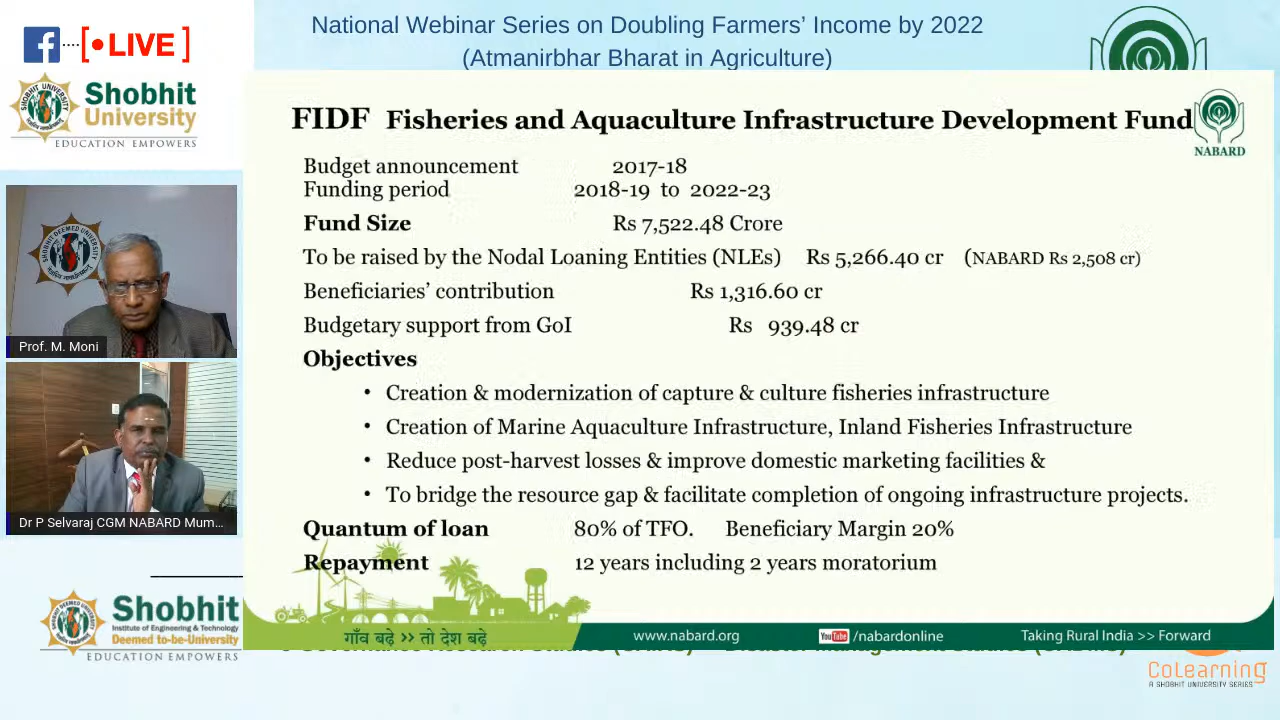 National Webinar Series on Doubling Farmers' Income by 2022
(Atmanirbhar Bharat in Agriculture)
[•LIVE]
Shobhit
University
EDUCATION EMPOWERS
FIDF Fisheries and Aquaculture Infrastructure Development Fund
NABARD
Budget announcement 2017-18
Funding period 2018-19 to 2022-23
Fund Size Rs 7,522.48 Crore
To be raised by the Nodal Loaning Entities (NLEs) Rs 5,266.40 cr (NABARD Rs 2,508 cr)
Beneficiaries' contribution Rs 1,316.60 cr
Budgetary support from GoI Rs 939.48 cr
Objectives
• Creation & modernization of capture & culture fisheries infrastructure
• Creation of Marine Aquaculture Infrastructure, Inland Fisheries Infrastructure
• Reduce post-harvest losses & improve domestic marketing facilities &
• To bridge the resource gap & facilitate completion of ongoing infrastructure projects.
Quantum of loan 80% of TFO. Beneficiary Margin 20%
Repayment 12 years including 2 years moratorium
गाँव बढ़े >> तो देश बढ़े
www.nabard.org
YouTube /nabardonline
Taking Rural India >> Forward
SHOBHIT DEEMED UNIVERSITY
Prof. M. Moni
Dr P Selvaraj CGM NABARD Mum...
Shobhit
Institute of Engineering & Technology
Deemed to-be-University
EDUCATION EMPOWERS
CoLearning
A SHOBHIT UNIVERSITY SERIES